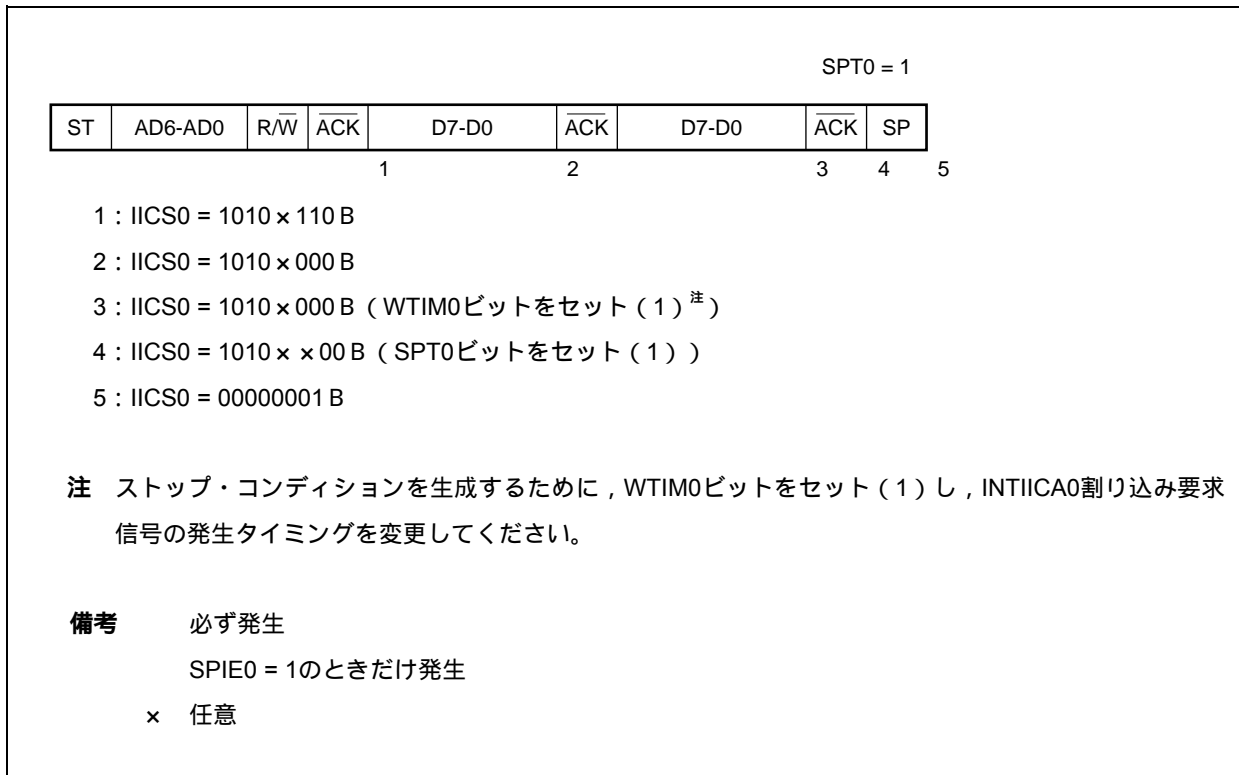 SPT0 = 1
ST AD6-AD0 R/W ACK D7-D0 ACK D7-D0 ACK SP
1 2 3 4 5
1：IICS0 = 1010×110 B
2：IICS0 = 1010×000 B
3：IICS0 = 1010×000 B（WTIM0ビットをセット（1）注）
4：IICS0 = 1010××00 B（SPT0ビットをセット（1））
5：IICS0 = 00000001 B
注 ストップ・コンディションを生成するために，WTIM0ビットをセット（1）し，INTIICA0割り込み要求
信号の発生タイミングを変更してください。
備考 必ず発生
SPIE0 = 1のときだけ発生
× 任意